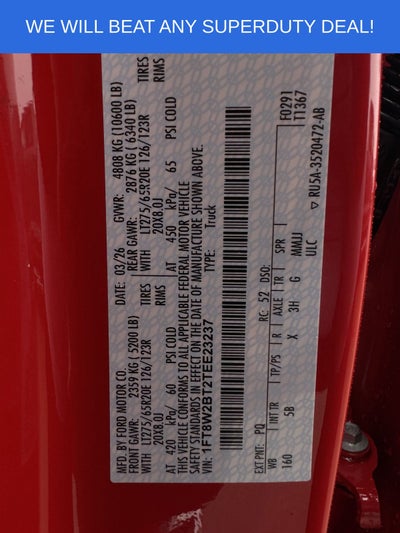 WE WILL BEAT ANY SUPERDUTY DEAL!
MFD. BY FORD MOTOR CO.
DATE: 03/26 GVWR: 4808 KG (10600 LB)
FRONT GAWR: 2359 KG (5200 LB) REAR GAWR: 2876 KG (6340 LB)
WITH LT275/65R20E 126/123R TIRES WITH LT275/65R20E 126/123R TIRES
20X8.0J RIMS 20X8.0J RIMS
AT 420 kPa/ 60 PSI COLD AT 450 kPa/ 65 PSI COLD
THIS VEHICLE CONFORMS TO ALL APPLICABLE FEDERAL MOTOR VEHICLE
SAFETY STANDARDS IN EFFECT ON THE DATE OF MANUFACTURE SHOWN ABOVE.
VIN: 1FT8W2BT2TEE23237 TYPE: Truck
F0291
T1367
EXT PNT: PQ RC: 52 DSO:
WB INT TR TP/PS R AXLE TR SPR
160 5B X 3H G MMJJ
ULC
▽ RU5A-3520472-AB